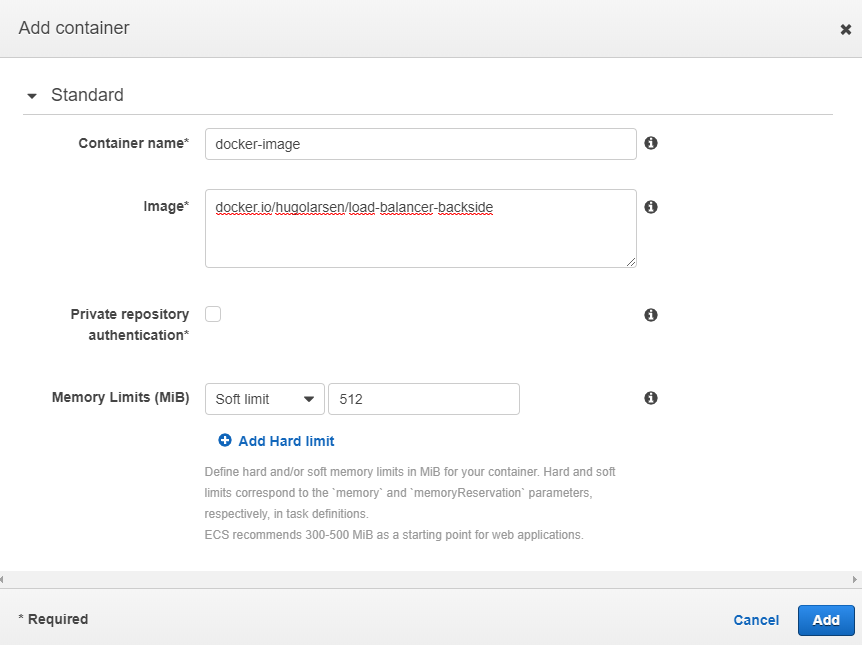 Add container
Standard
Container name*
docker-image
Image*
docker.io/hugolarsen/load-balancer-backside
Private repository
authentication*
Memory Limits (MiB)
Soft limit
512
Add Hard limit
Define hard and/or soft memory limits in MiB for your container. Hard and soft
limits correspond to the `memory` and `memoryReservation` parameters,
respectively, in task definitions.
ECS recommends 300-500 MiB as a starting point for web applications.
* Required
Cancel
Add